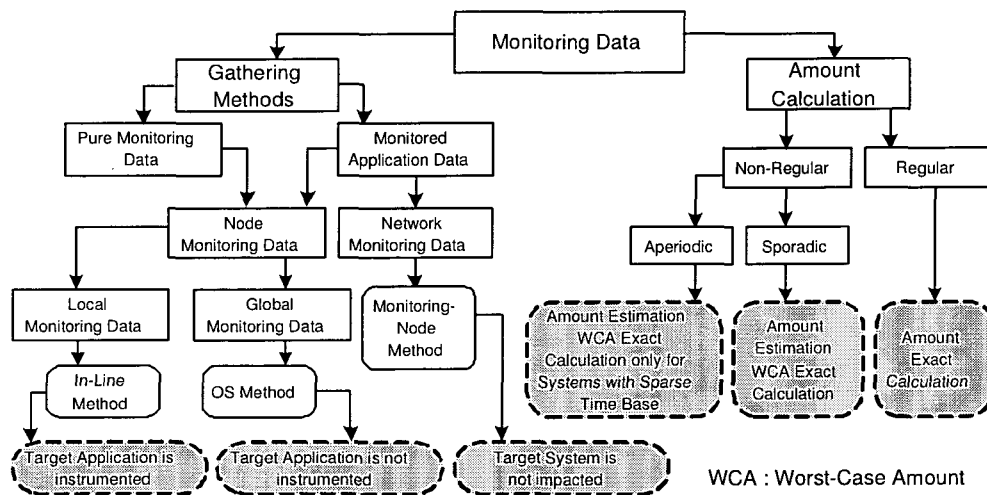 Monitoring Data
Gathering
Methods
Amount
Calculation
Pure Monitoring
Data
Monitored
Application Data
Non-Regular
Regular
Node
Monitoring Data
Network
Monitoring Data
Aperiodic
Sporadic
Local
Monitoring Data
Global
Monitoring Data
Monitoring-
Node
Method
Amount Estimation
WCA Exact
Calculation only for
Systems with Sparse
Time Base
Amount
Estimation
WCA Exact
Calculation
Amount
Exact
Calculation
In-Line
Method
OS Method
Target Application is
instrumented
Target Application is not
instrumented
Target System is
not impacted
WCA : Worst-Case Amount